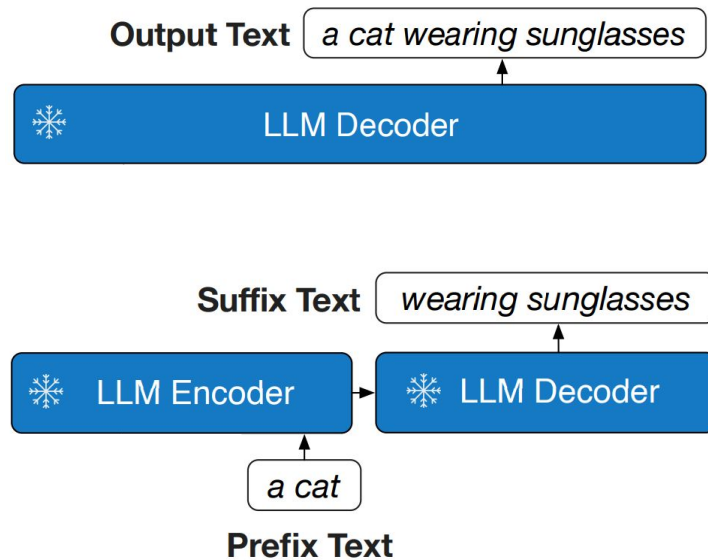 Output Text a cat wearing sunglasses
LLM Decoder
Suffix Text wearing sunglasses
LLM Encoder LLM Decoder
a cat
Prefix Text